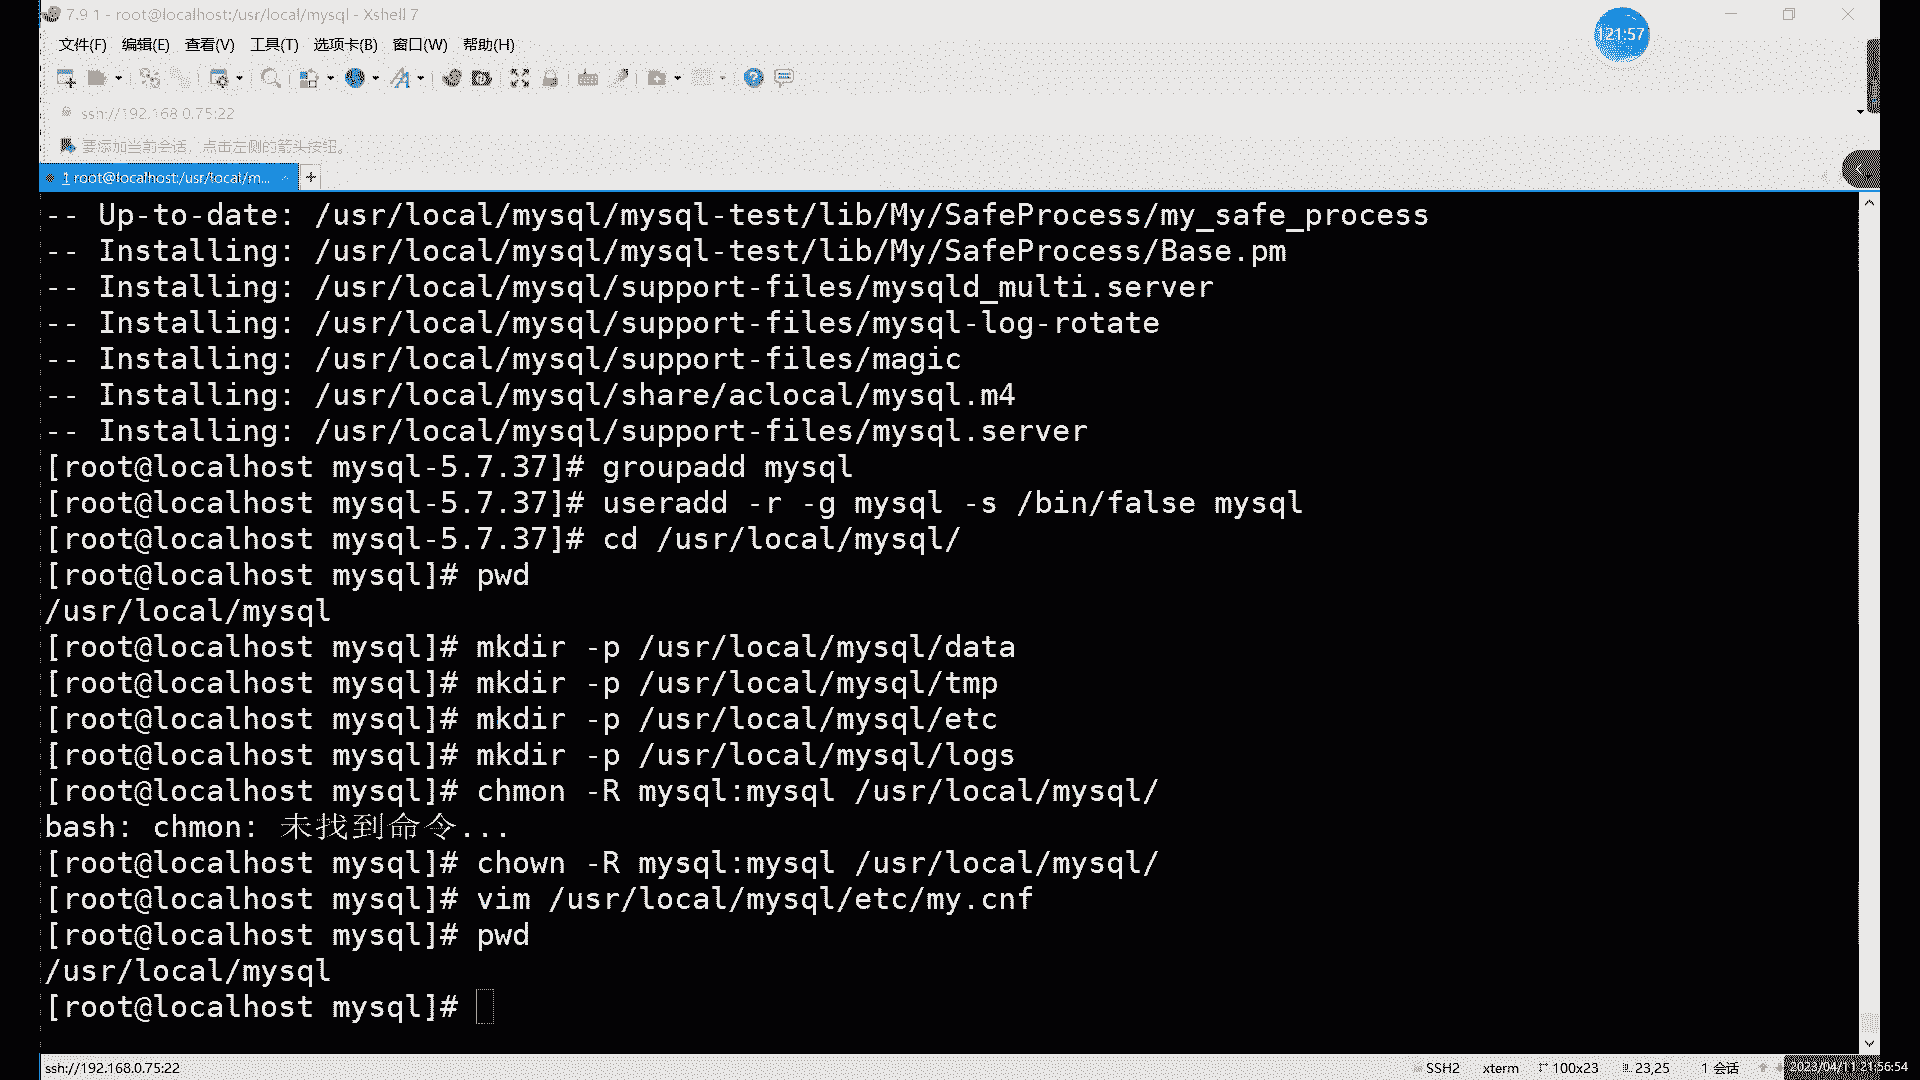 7.9 1 - root@localhost:/usr/local/mysql - Xshell 7
21:57
文件(F) 编辑(E) 查看(V) 工具(T) 选项卡(B) 窗口(W) 帮助(H)
ssh://192.168.0.75:22
要添加当前会话，点击左侧的箭头按钮。
1 root@localhost:/usr/local/m...
-- Up-to-date: /usr/local/mysql/mysql-test/lib/My/SafeProcess/my_safe_process
-- Installing: /usr/local/mysql/mysql-test/lib/My/SafeProcess/Base.pm
-- Installing: /usr/local/mysql/support-files/mysqld_multi.server
-- Installing: /usr/local/mysql/support-files/mysql-log-rotate
-- Installing: /usr/local/mysql/support-files/magic
-- Installing: /usr/local/mysql/share/aclocal/mysql.m4
-- Installing: /usr/local/mysql/support-files/mysql.server
[root@localhost mysql-5.7.37]# groupadd mysql
[root@localhost mysql-5.7.37]# useradd -r -g mysql -s /bin/false mysql
[root@localhost mysql-5.7.37]# cd /usr/local/mysql/
[root@localhost mysql]# pwd
/usr/local/mysql
[root@localhost mysql]# mkdir -p /usr/local/mysql/data
[root@localhost mysql]# mkdir -p /usr/local/mysql/tmp
[root@localhost mysql]# mkdir -p /usr/local/mysql/etc
[root@localhost mysql]# mkdir -p /usr/local/mysql/logs
[root@localhost mysql]# chmon -R mysql:mysql /usr/local/mysql/
bash: chmon: 未找到命令...
[root@localhost mysql]# chown -R mysql:mysql /usr/local/mysql/
[root@localhost mysql]# vim /usr/local/mysql/etc/my.cnf
[root@localhost mysql]# pwd
/usr/local/mysql
[root@localhost mysql]#
ssh://192.168.0.75:22 SSH2 xterm 100x23 23,25 1 会话 2023/04/11 21:56:54